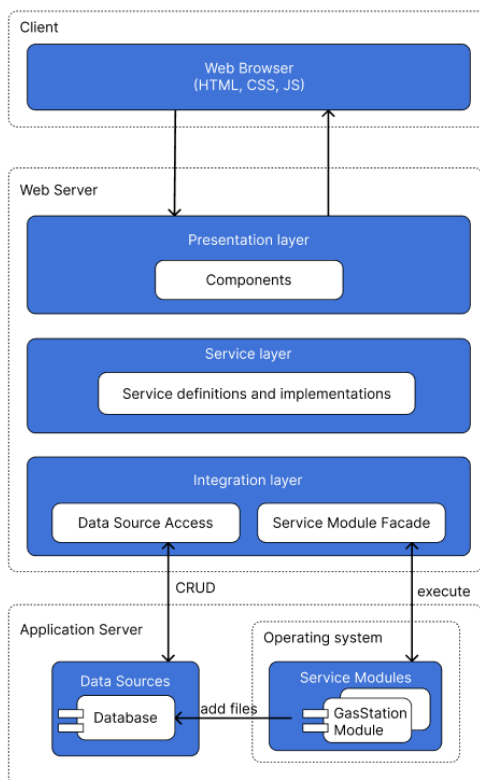 Client
Web Browser
(HTML, CSS, JS)
Web Server
Presentation layer
Components
Service layer
Service definitions and implementations
Integration layer
Data Source Access
Service Module Facade
CRUD
execute
Application Server
Operating system
Data Sources
Service Modules
Database
add files
GasStation
Module